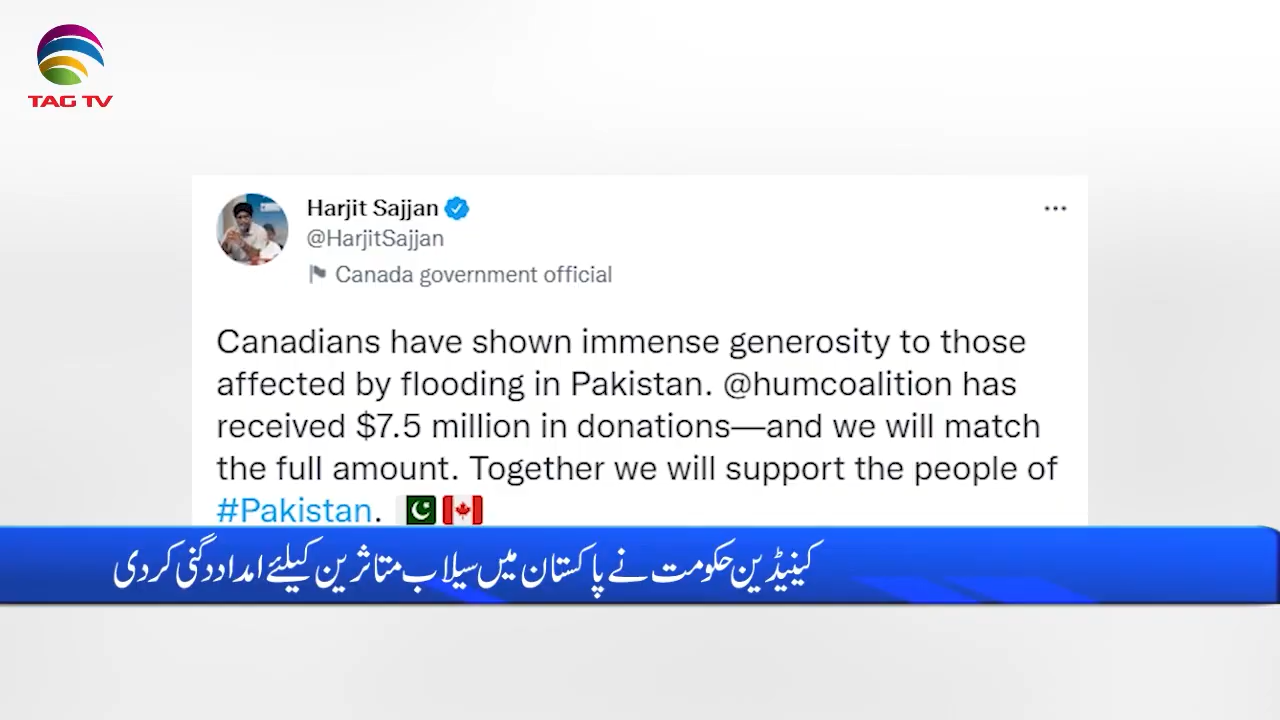 TAG TV
Harjit Sajjan
@HarjitSajjan
Canada government official
Canadians have shown immense generosity to those
affected by flooding in Pakistan. @humcoalition has
received $7.5 million in donations—and we will match
the full amount. Together we will support the people of
#Pakistan. 🇵🇰🇨🇦
کینیڈین حکومت نے پاکستان میں سیلاب متاثرین کیلئے امداد دگنی کر دی